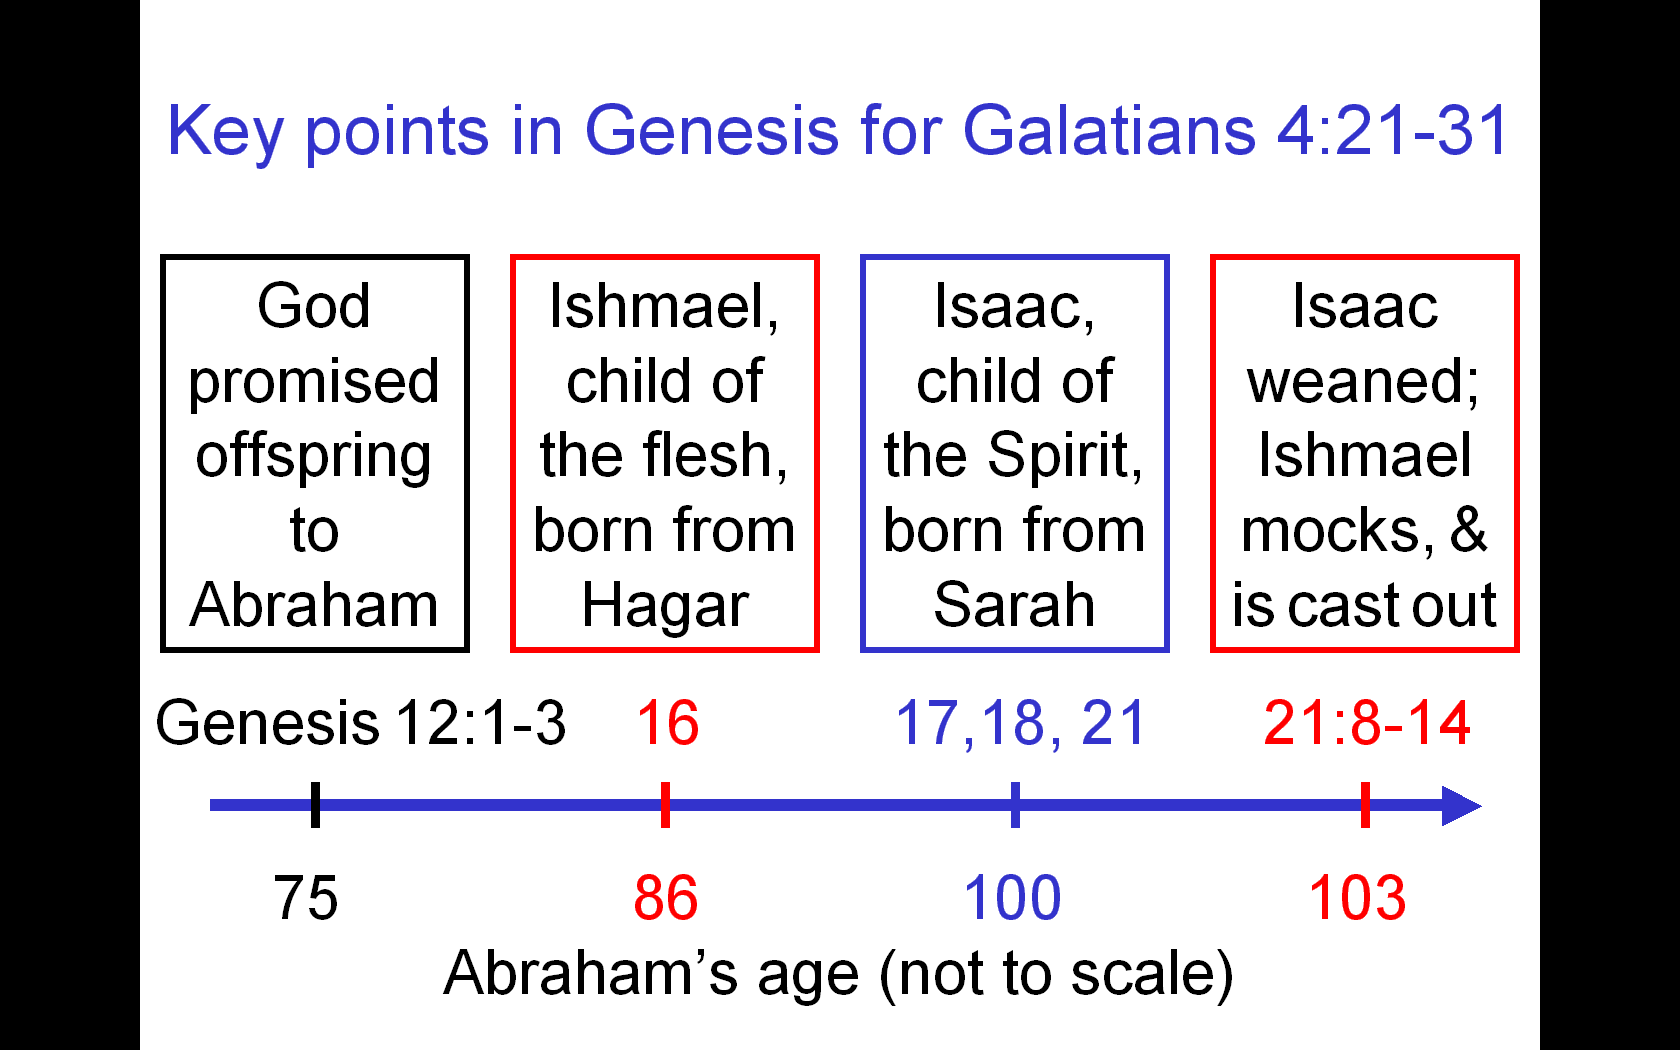 Key points in Genesis for Galatians 4:21-31
God
promised
offspring
to
Abraham
Ishmael,
child of
the flesh,
born from
Hagar
Isaac,
child of
the Spirit,
born from
Sarah
Isaac
weaned;
Ishmael
mocks, &
is cast out
Genesis 12:1-3 16 17,18, 21 21:8-14
75 86 100 103
Abraham’s age (not to scale)